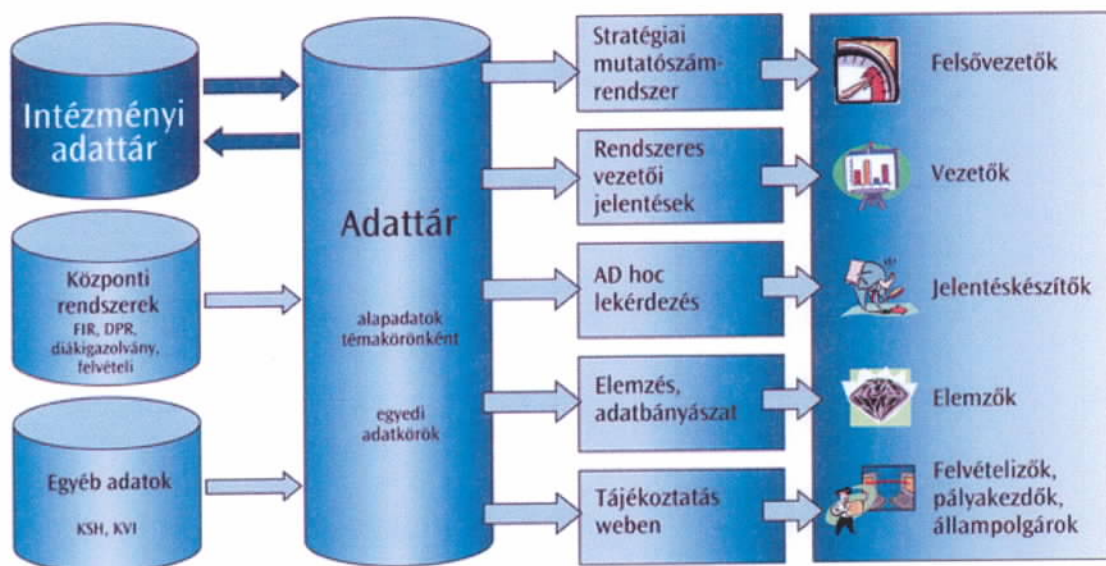 Intézményi
adattár
Központi
rendszerek
FIR, DPR,
diákigazolvány,
felvételi
Egyéb adatok
KSH, KVI
Adattár
alapadatok
témakörönként
egyedi
adatkörök
Stratégiai
mutatószám-
rendszer
Rendszeres
vezetői
jelentések
AD hoc
lekérdezés
Elemzés,
adatbányászat
Tájékoztatás
weben
Felsővezetők
Vezetők
Jelentéskészítők
Elemzők
Felvételizők,
pályakezdők,
állampolgárok